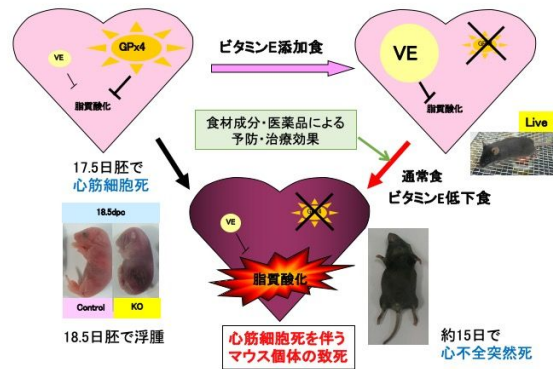 VE
GPx4
脂質酸化
ビタミンE添加食
VE
脂質酸化
Live
食材成分・医薬品による
予防・治療効果
通常食
ビタミンE低下食
17.5日胚で
心筋細胞死
18.5dpc
Control
KO
18.5日胚で浮腫
VE
脂質酸化
心筋細胞死を伴う
マウス個体の致死
約15日で
心不全突然死